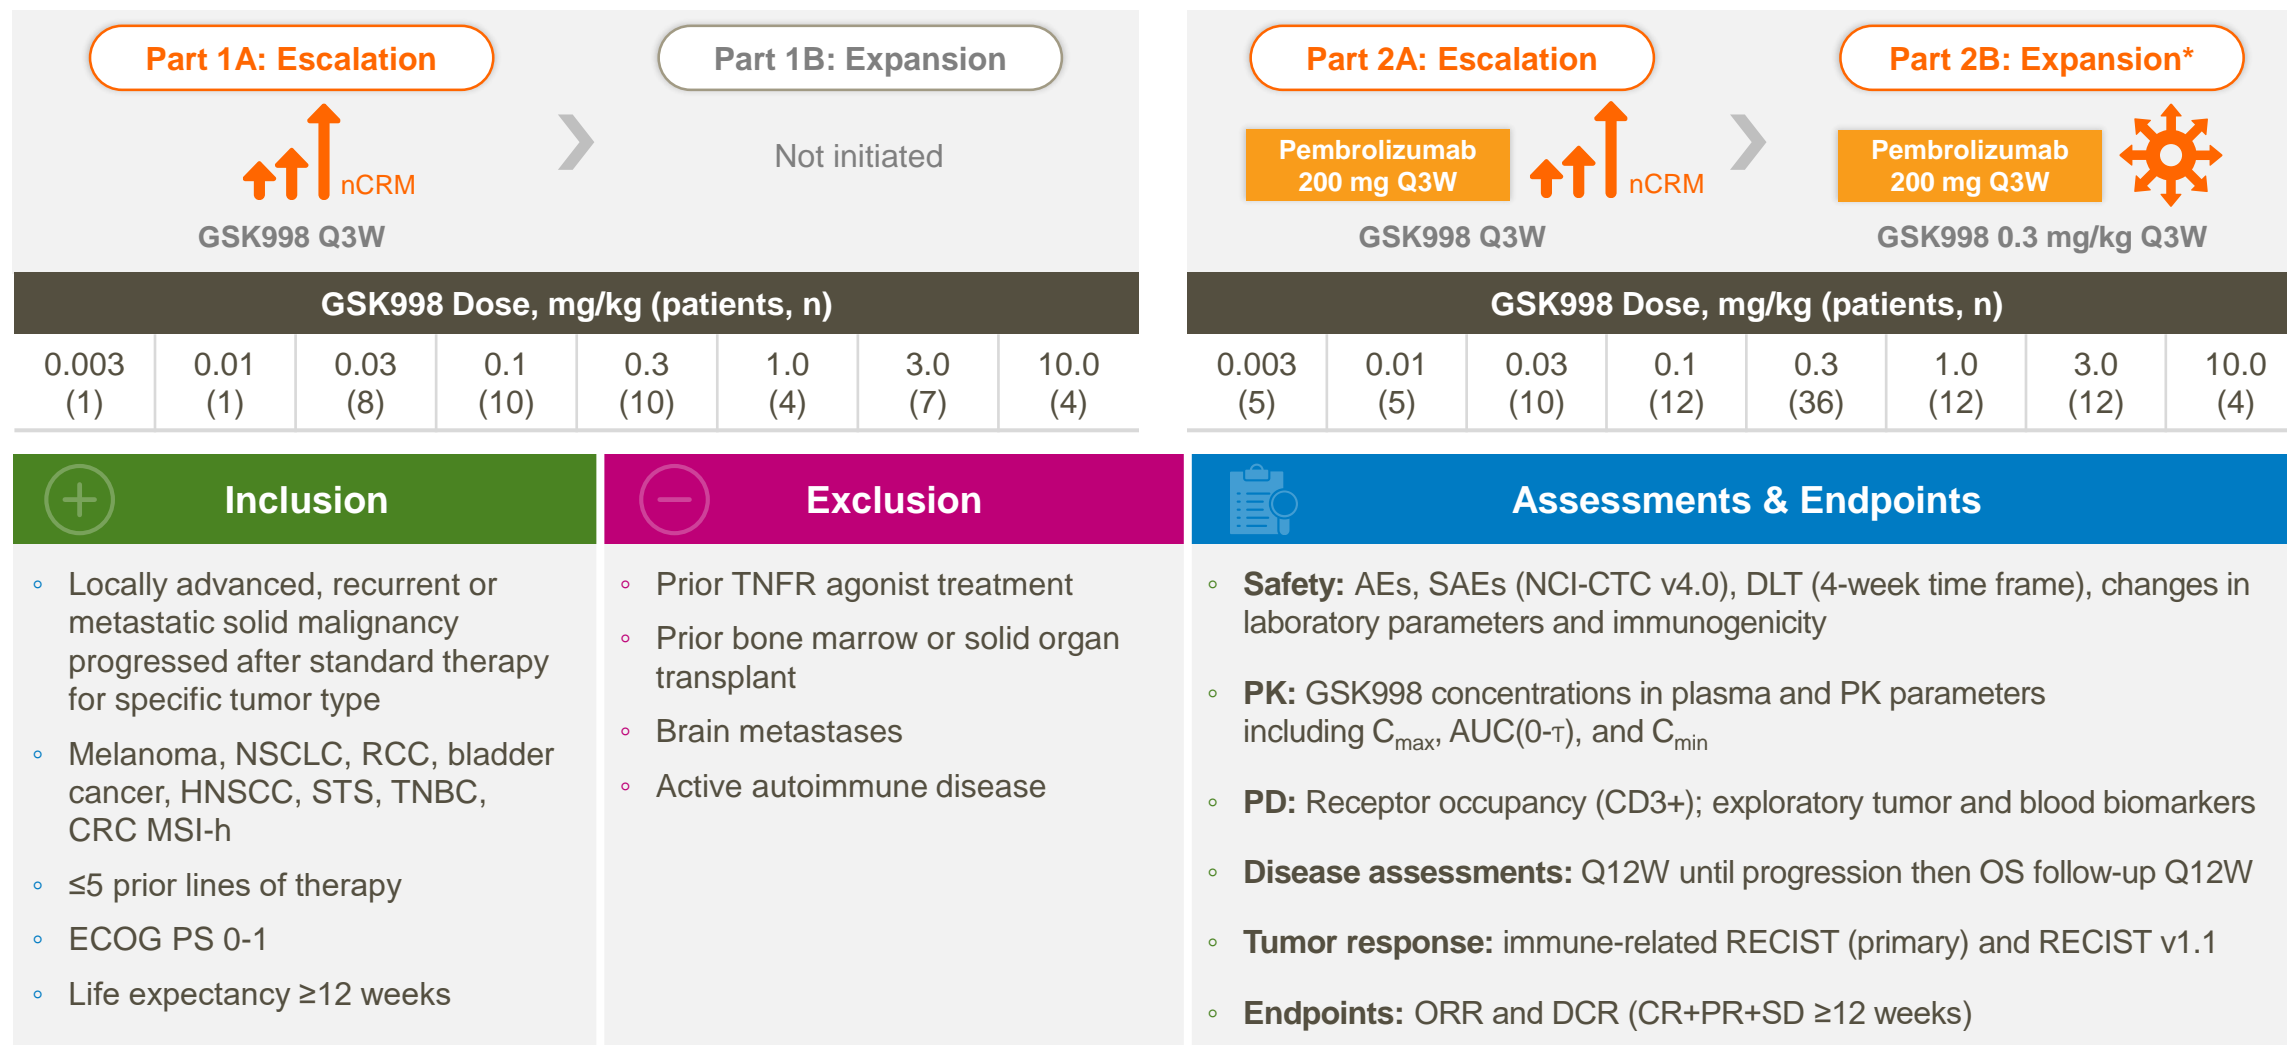 Part 1A: Escalation
Part 1B: Expansion
nCRM
Not initiated
GSK998 Q3W
Part 2A: Escalation
Part 2B: Expansion*
Pembrolizumab
200 mg Q3W
nCRM
Pembrolizumab
200 mg Q3W
GSK998 Q3W
GSK998 0.3 mg/kg Q3W
GSK998 Dose, mg/kg (patients, n)
0.003 0.01 0.03 0.1 0.3 1.0 3.0 10.0
(1) (1) (8) (10) (10) (4) (7) (4)
GSK998 Dose, mg/kg (patients, n)
0.003 0.01 0.03 0.1 0.3 1.0 3.0 10.0
(5) (5) (10) (12) (36) (12) (12) (4)
Inclusion
◦ Locally advanced, recurrent or
metastatic solid malignancy
progressed after standard therapy
for specific tumor type
◦ Melanoma, NSCLC, RCC, bladder
cancer, HNSCC, STS, TNBC,
CRC MSI-h
◦ ≤5 prior lines of therapy
◦ ECOG PS 0-1
◦ Life expectancy ≥12 weeks
Exclusion
◦ Prior TNFR agonist treatment
◦ Prior bone marrow or solid organ
transplant
◦ Brain metastases
◦ Active autoimmune disease
Assessments & Endpoints
◦ Safety: AEs, SAEs (NCI-CTC v4.0), DLT (4-week time frame), changes in
laboratory parameters and immunogenicity
◦ PK: GSK998 concentrations in plasma and PK parameters
including Cmax, AUC(0-τ), and Cmin
◦ PD: Receptor occupancy (CD3+); exploratory tumor and blood biomarkers
◦ Disease assessments: Q12W until progression then OS follow-up Q12W
◦ Tumor response: immune-related RECIST (primary) and RECIST v1.1
◦ Endpoints: ORR and DCR (CR+PR+SD ≥12 weeks)